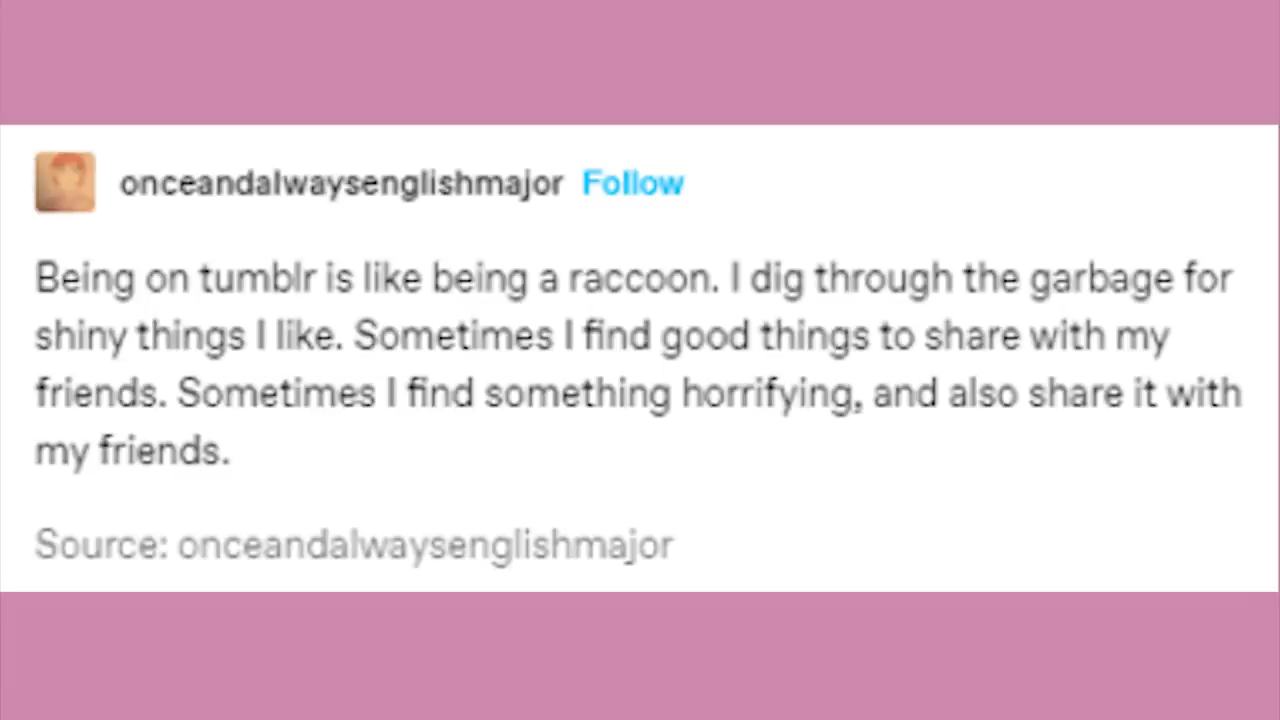 onceandalwaysenglishmajor Follow
Being on tumblr is like being a raccoon. I dig through the garbage for
shiny things I like. Sometimes I find good things to share with my
friends. Sometimes I find something horrifying, and also share it with
my friends.
Source: onceandalwaysenglishmajor